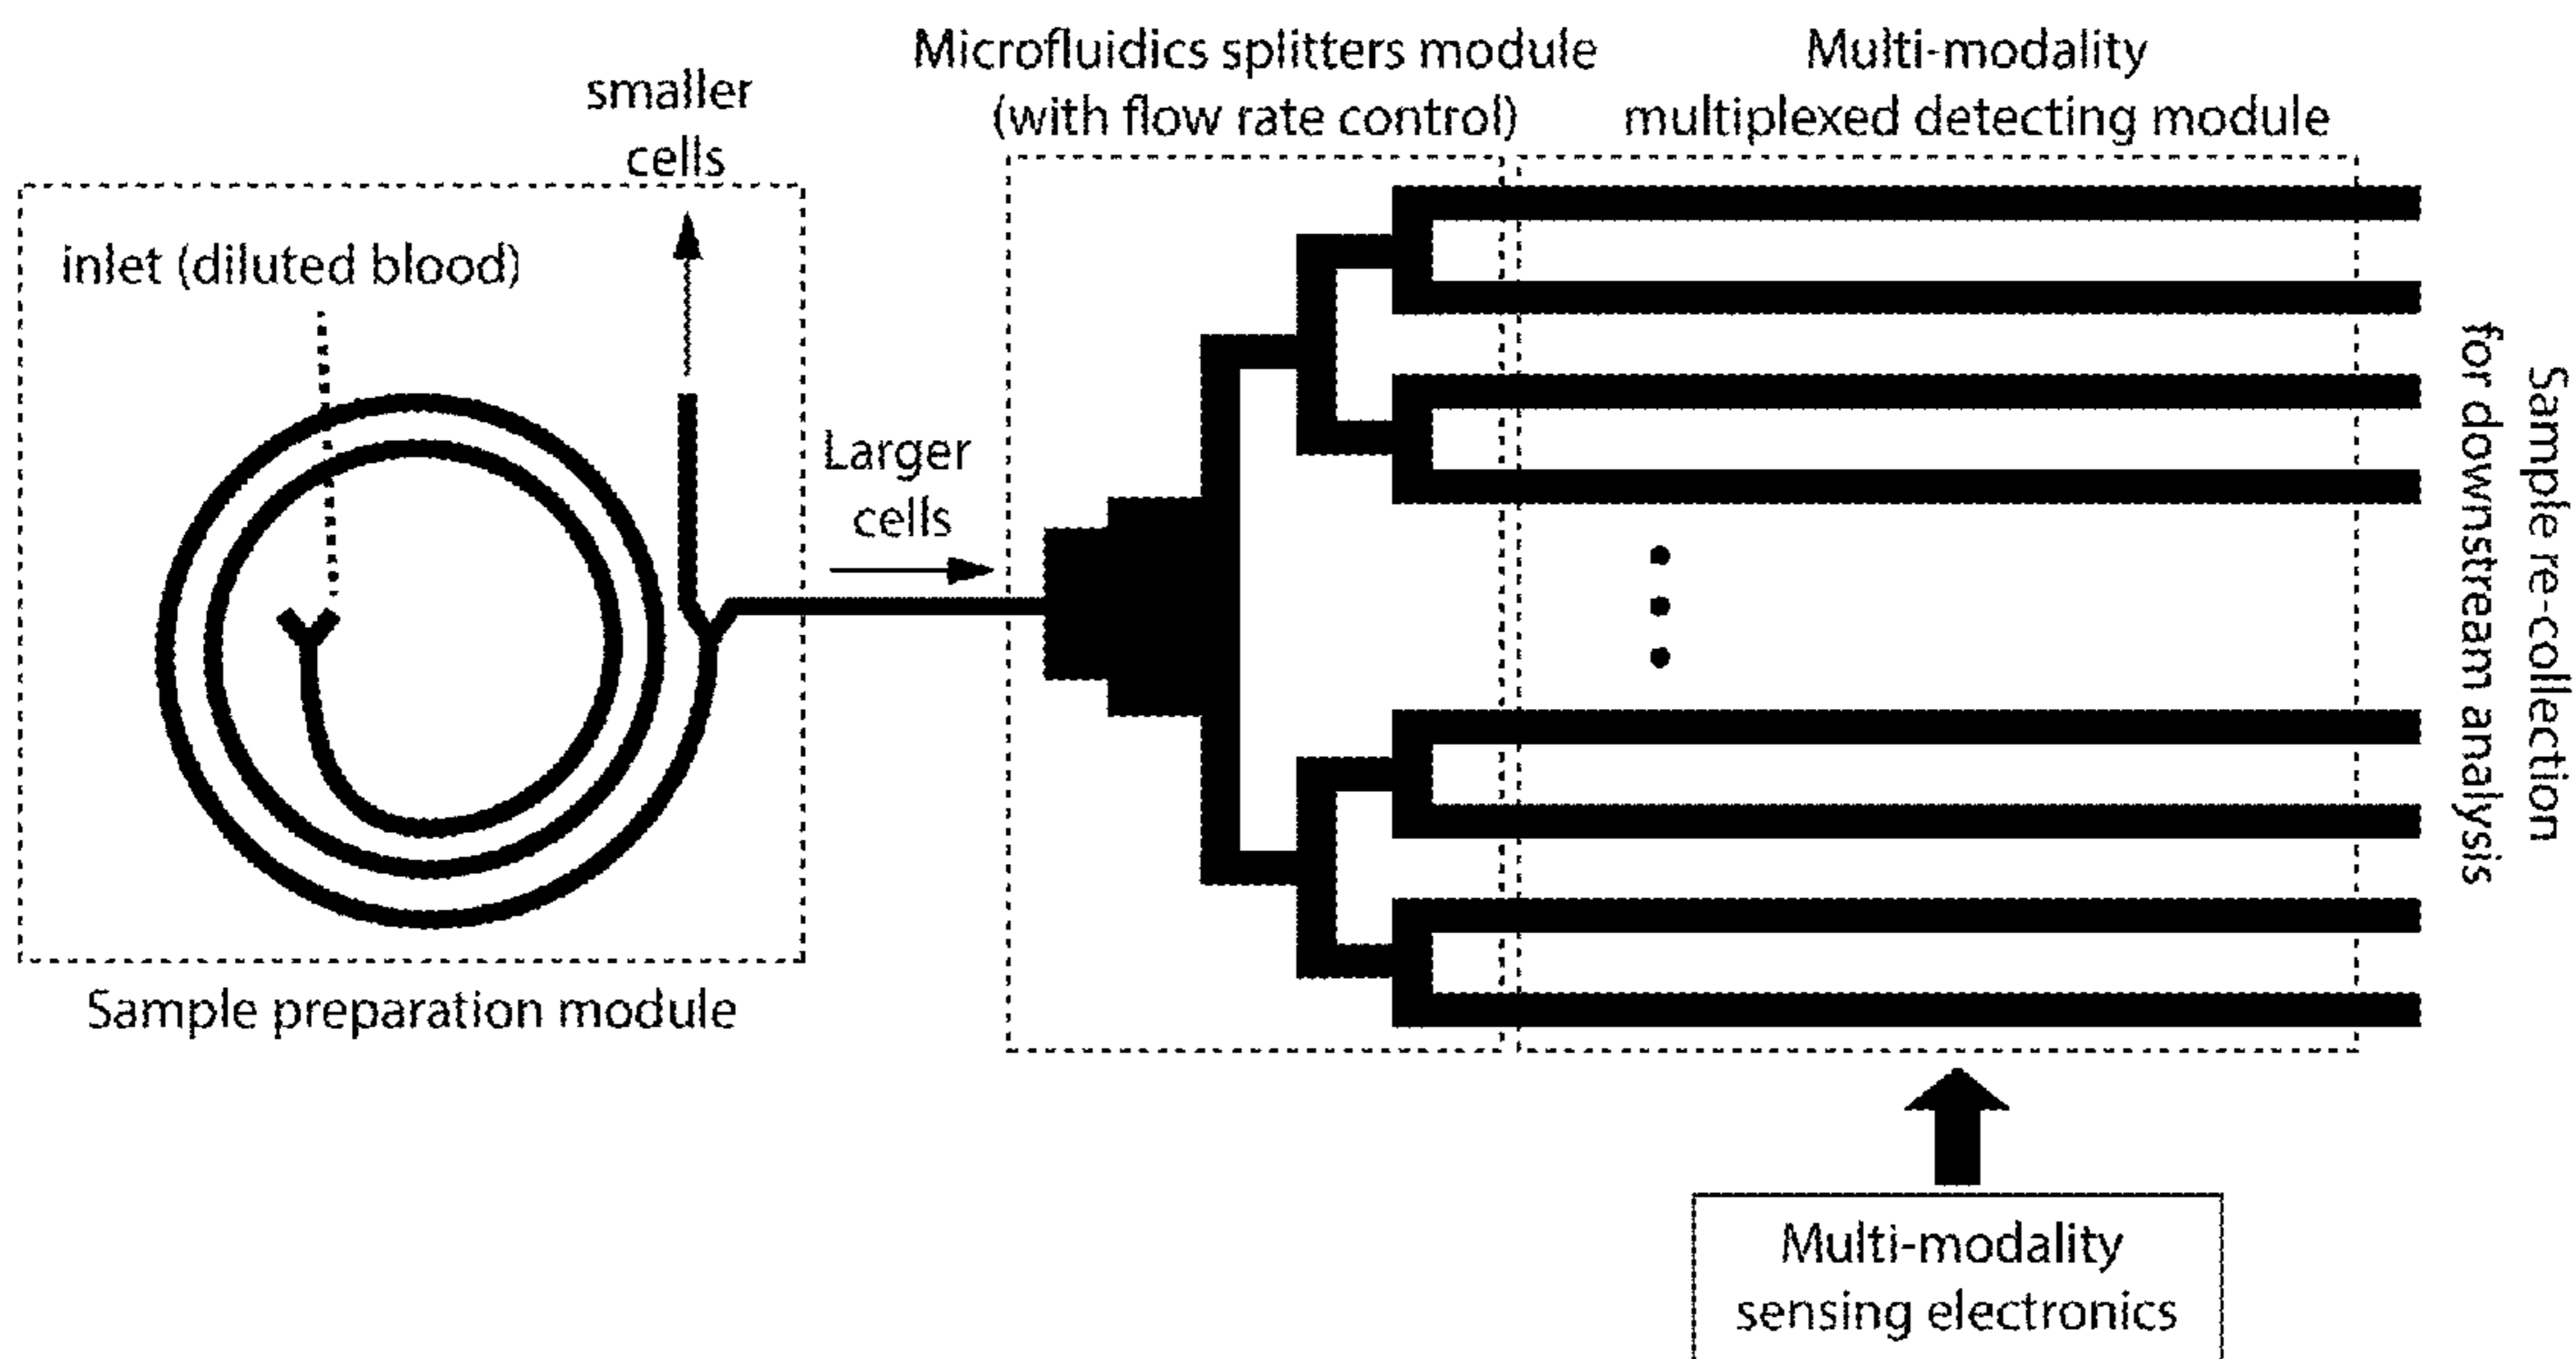 Microfluidics splitters module
(with flow rate control)
Multi-modality
multiplexed detecting module
smaller
cells
inlet (diluted blood)
Larger
cells
Sample preparation module
Sample re-collection
for downstream analysis
Multi-modality
sensing electronics